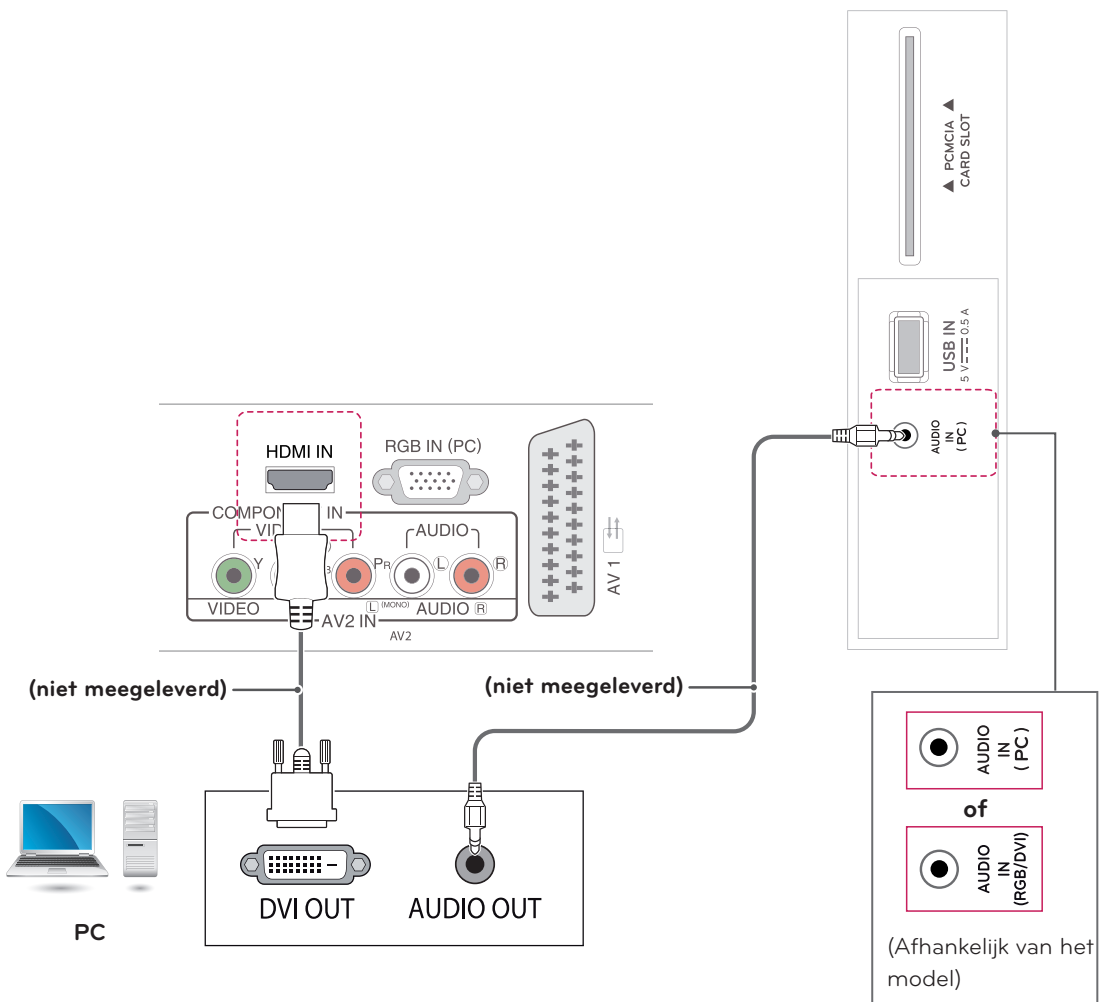 ▲ PCMCIA ▲
CARD SLOT
USB IN
5 V 0.5 A
AUDIO
IN
(PC)
HDMI IN
RGB IN (PC)
COMPON IN
VID
AUDIO
Y
B
PR
L
R
VIDEO
L (MONO) AUDIO R
AV2 IN
AV2
AV 1
(niet meegeleverd)
(niet meegeleverd)
AUDIO
IN
( PC )
of
AUDIO
IN
(RGB/DVI)
(Afhankelijk van het
model)
DVI OUT
AUDIO OUT
PC